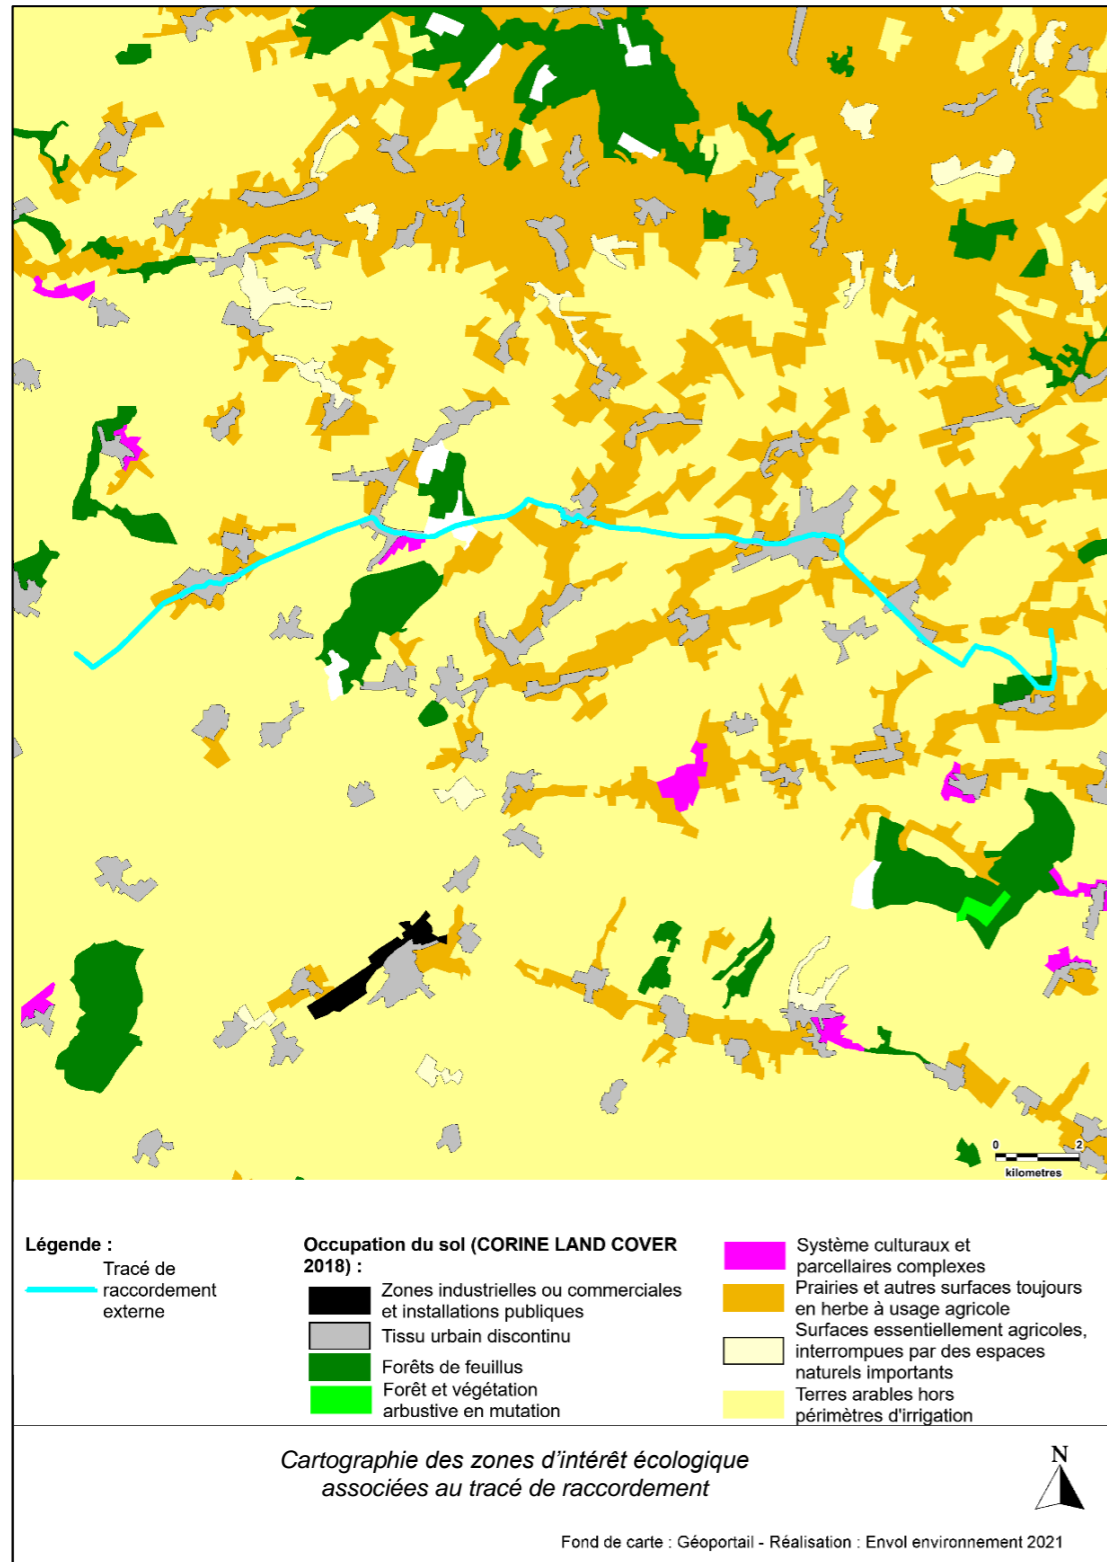 0 2
kilometres
Légende :
Tracé de
raccordement
externe
Occupation du sol (CORINE LAND COVER
2018) :
Zones industrielles ou commerciales
et installations publiques
Tissu urbain discontinu
Forêts de feuillus
Forêt et végétation
arbustive en mutation
Système culturaux et
parcellaires complexes
Prairies et autres surfaces toujours
en herbe à usage agricole
Surfaces essentiellement agricoles,
interrompues par des espaces
naturels importants
Terres arables hors
périmètres d'irrigation
Cartographie des zones d'intérêt écologique
associées au tracé de raccordement
N
Fond de carte : Géoportail - Réalisation : Envol environnement 2021